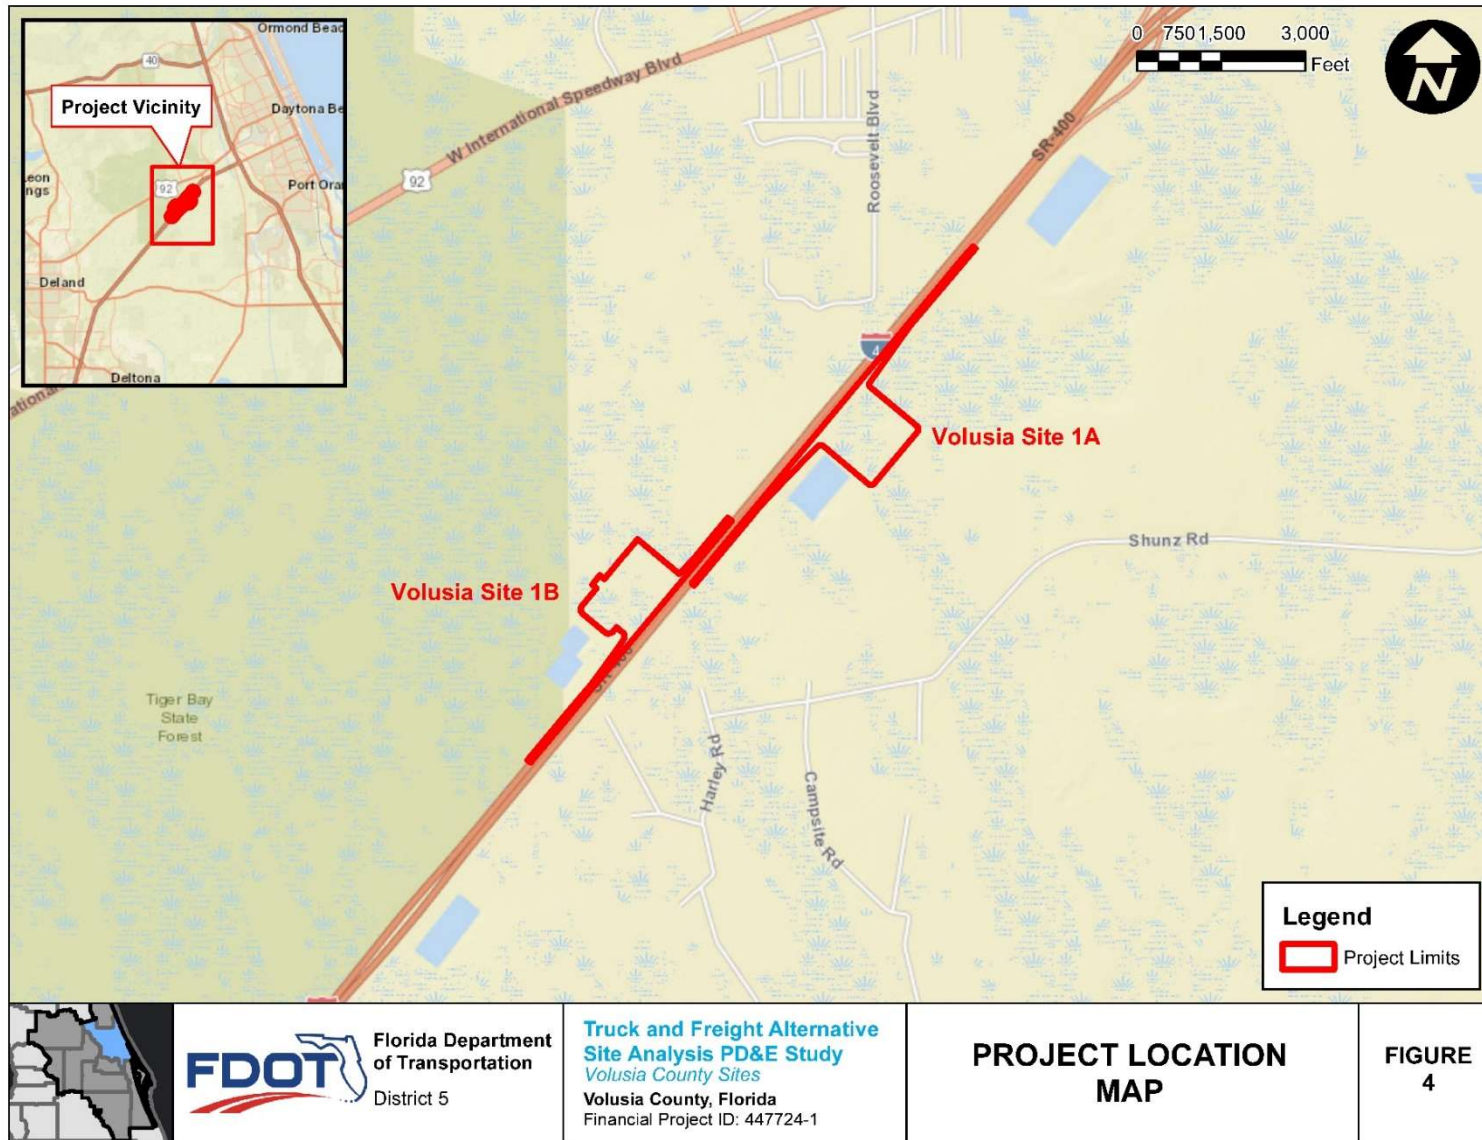 Ormond Beac
40
Project Vicinity
Daytona Be
92
Port Ora
Deland
Deltona
0 750 1,500 3,000
Feet
N
W International Speedway Blvd
92
Roosevelt Blvd
SR-400
4
Volusia Site 1A
Shunz Rd
Volusia Site 1B
Tiger Bay
State
Forest
Harley Rd
Campsite Rd
Legend
Project Limits
FDOT
Florida Department
of Transportation
District 5
Truck and Freight Alternative
Site Analysis PD&E Study
Volusia County Sites
Volusia County, Florida
Financial Project ID: 447724-1
PROJECT LOCATION
MAP
FIGURE
4